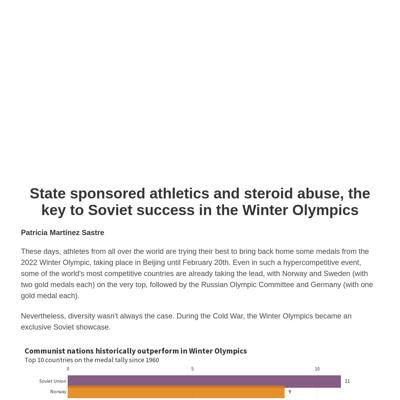 State sponsored athletics and steroid abuse, the
key to Soviet success in the Winter Olympics
Patricia Martínez Sastre
These days, athletes from all over the world are trying their best to bring back home some medals from the
2022 Winter Olympic, taking place in Beijing until February 20th. Even in such a hypercompetitive event,
some of the world's most competitive countries are already taking the lead, with Norway and Sweden (with
two gold medals each) on the very top, followed by the Russian Olympic Committee and Germany (with one
gold medal each).
Nevertheless, diversity wasn't always the case. During the Cold War, the Winter Olympics became an
exclusive Soviet showcase.
Communist nations historically outperform in Winter Olympics
Top 10 countries on the medal tally since 1960
0 5 10
Soviet Union 11
Norway 9